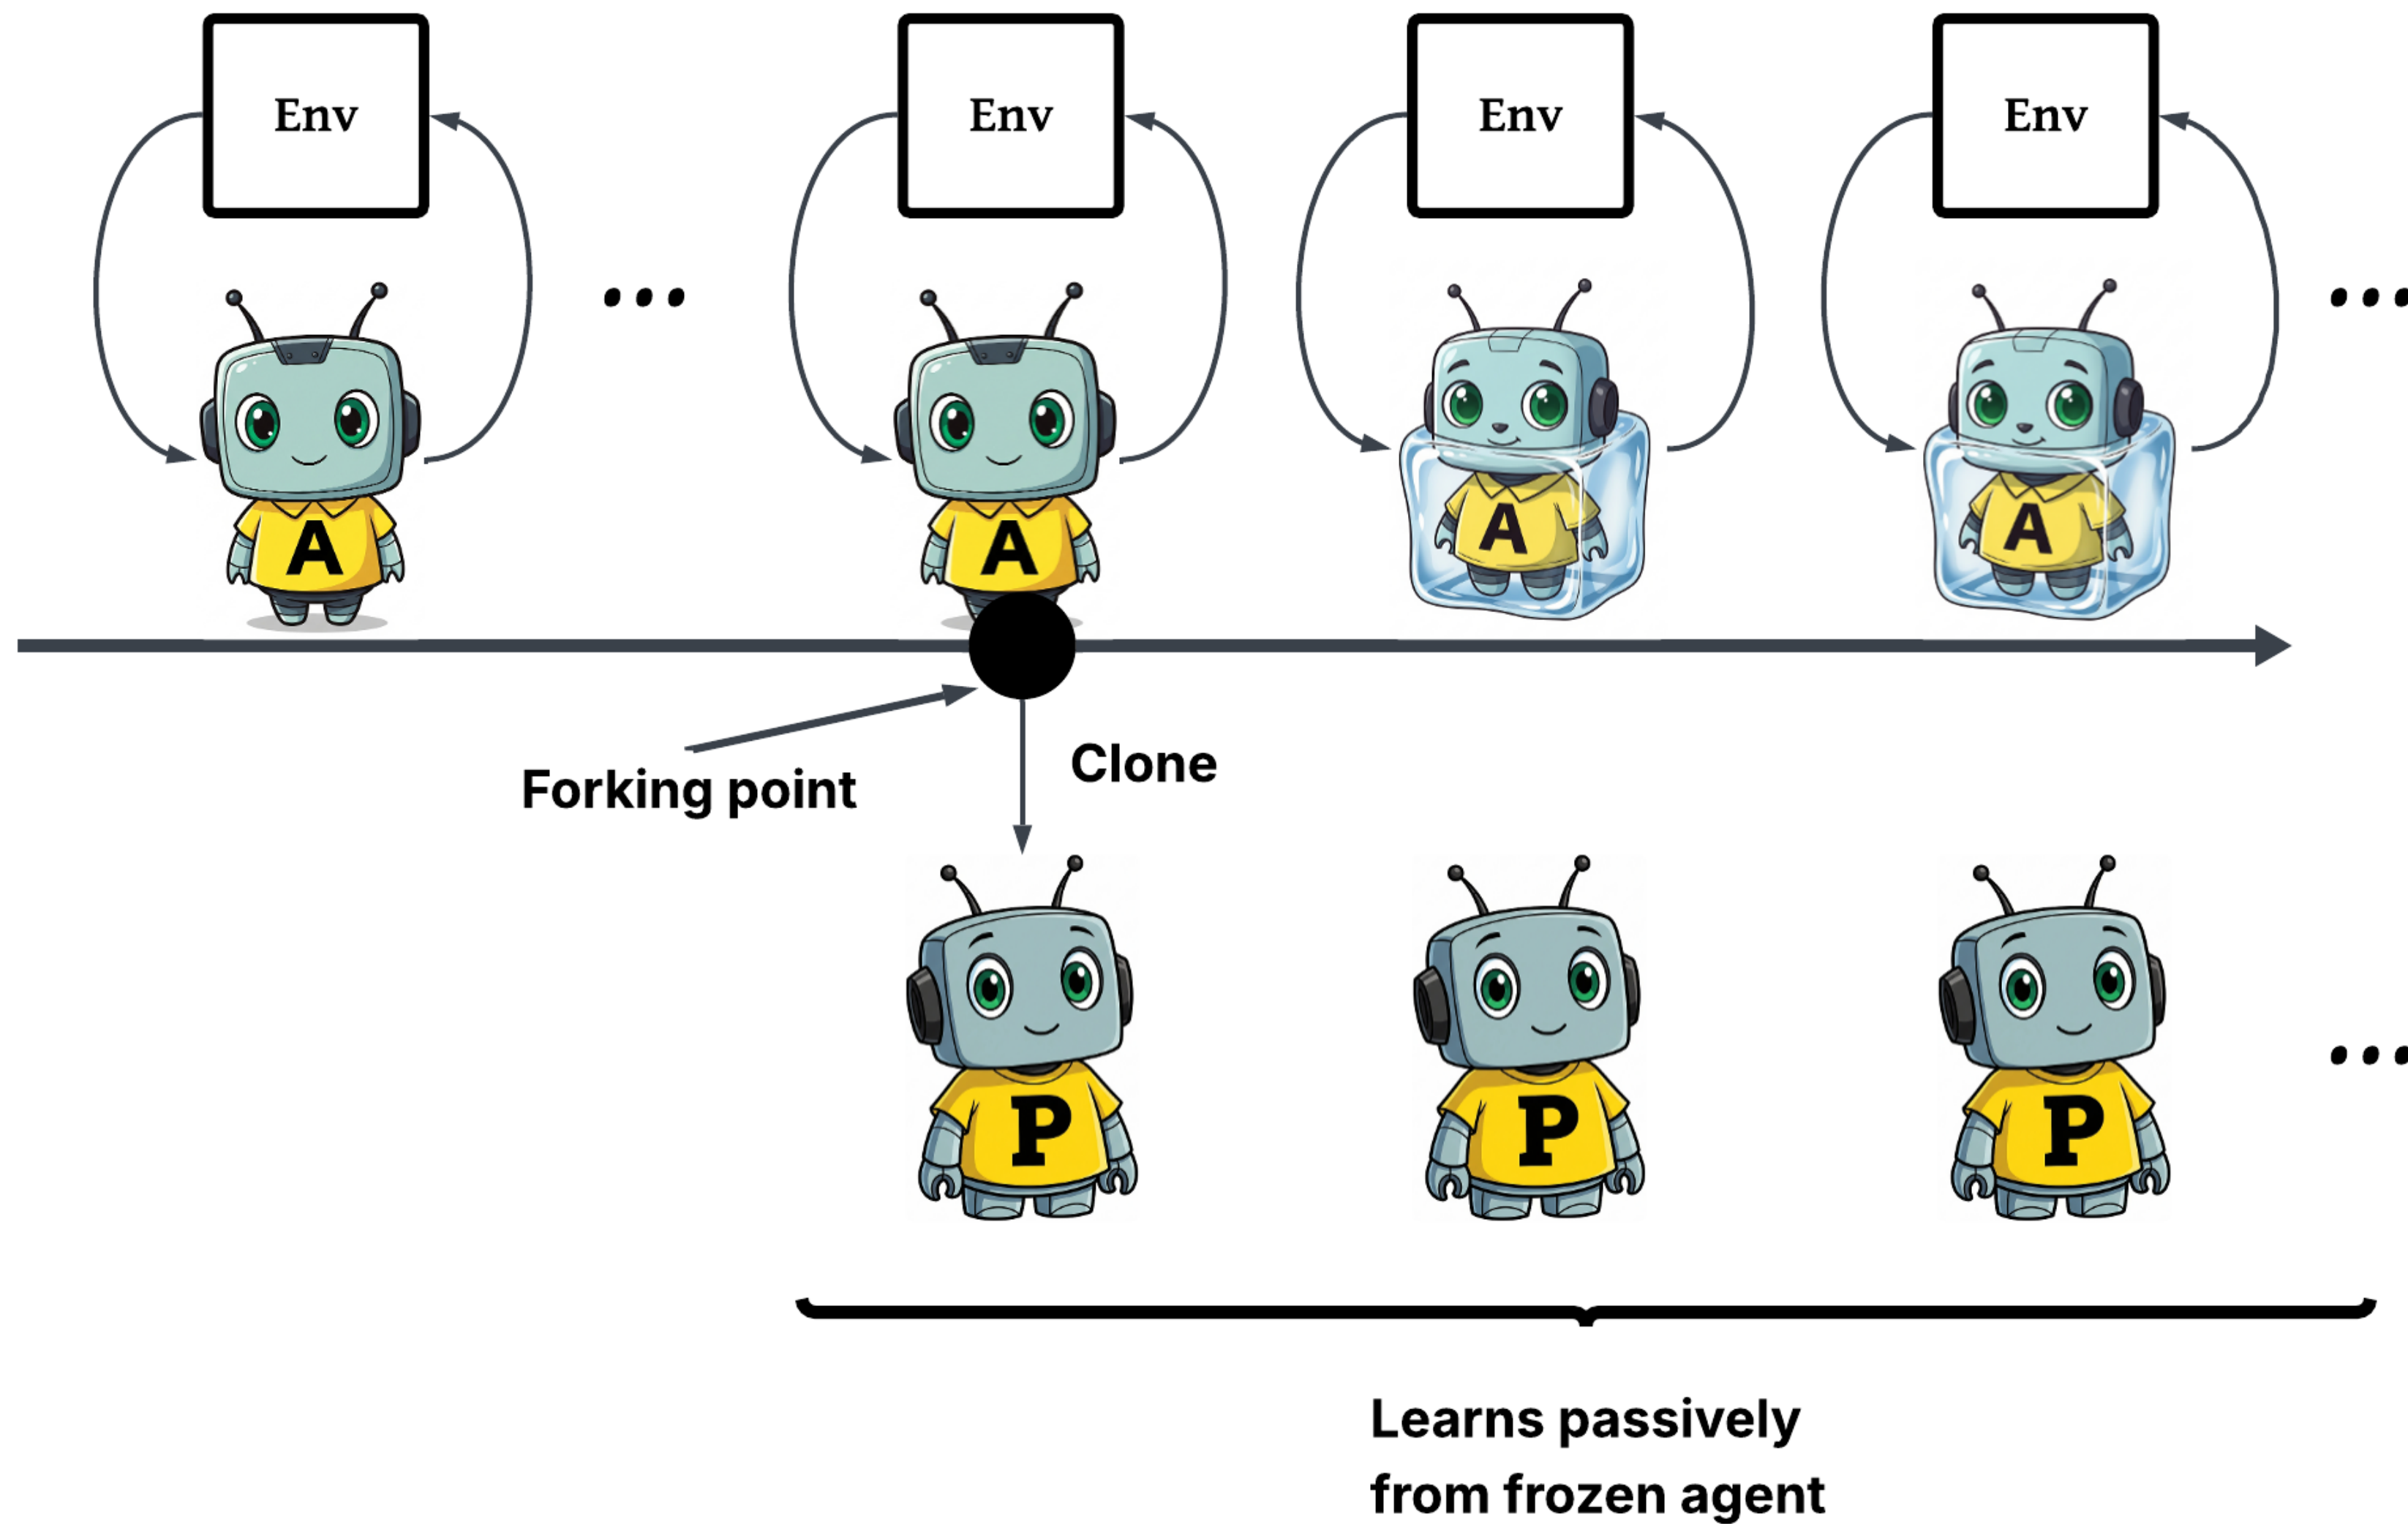 Env
Env
Env
Env
...
...
A
A
A
A
Forking point
Clone
P
P
P
...
Learns passively
from frozen agent